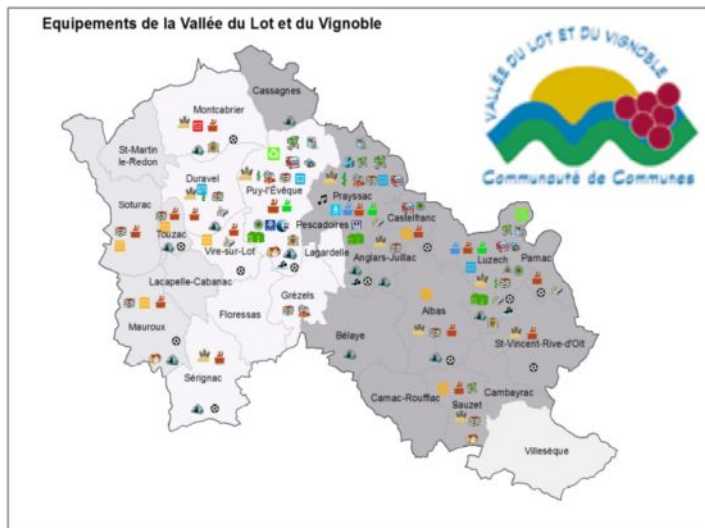 Equipements de la Vallée du Lot et du Vignoble
VALLÉE DU LOT ET DU VIGNOBLE
Communauté de Communes
Cassagnes
Montcabrier
St-Martin
le-Redon
Duravel
Puy-l'Évêque
Prayssac
Soturac
Touzac
Pescadoires
Castelfranc
Vire-sur-Lot
Lagardelle
Anglars-Juillac
Luzech
Parnac
Lacapelle-Cabanac
Grézels
Albas
Mauroux
Floressas
Bélaye
St-Vincent-Rive-d'Olt
Sérignac
Carnac-Rouffiac
Cambayrac
Sauzet
Villesèque